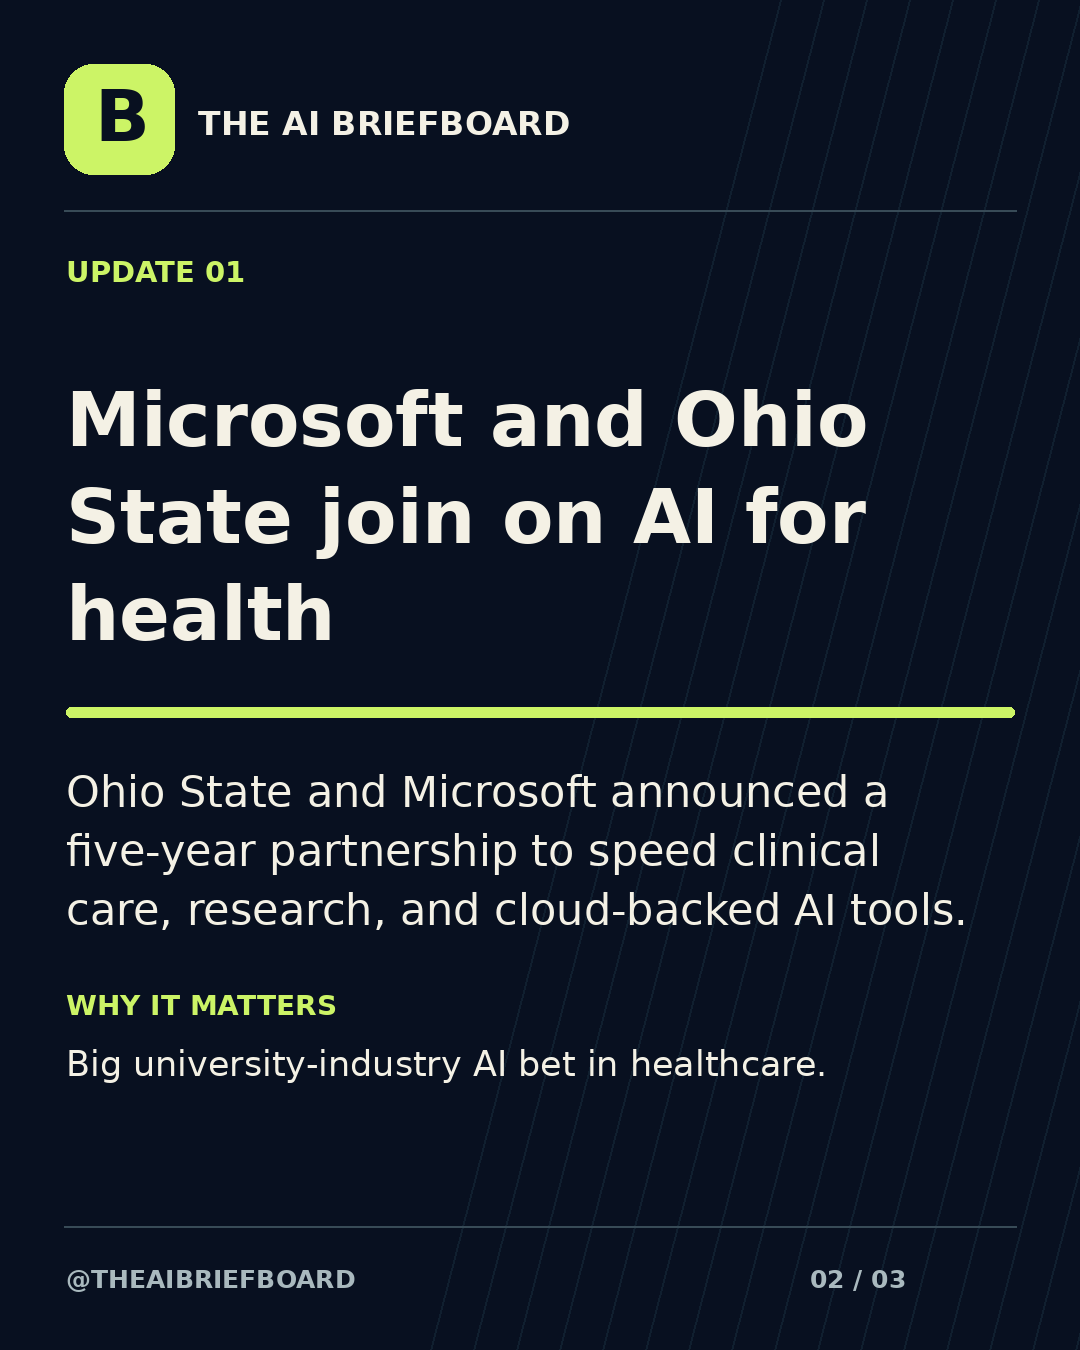 B
THE AI BRIEFBOARD
UPDATE 01
Microsoft and Ohio
State join on AI for
health
Ohio State and Microsoft announced a
five-year partnership to speed clinical
care, research, and cloud-backed AI tools.
WHY IT MATTERS
Big university-industry AI bet in healthcare.
@THEAIBRIEFBOARD
02 / 03